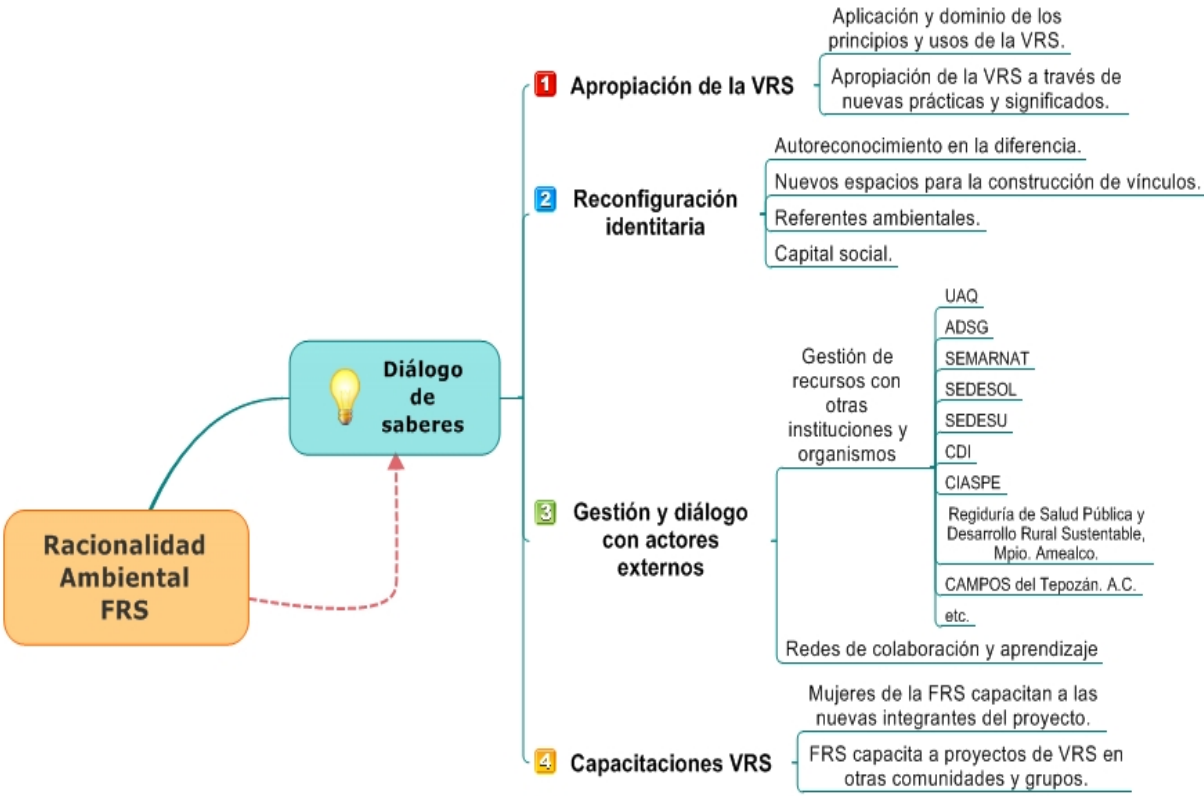 Racionalidad
Ambiental
FRS
Diálogo
de
saberes
1 Apropiación de la VRS
Aplicación y dominio de los
principios y usos de la VRS.
Apropiación de la VRS a través de
nuevas prácticas y significados.
2 Reconfiguración
identitaria
Autoreconocimiento en la diferencia.
Nuevos espacios para la construcción de vínculos.
Referentes ambientales.
Capital social.
3 Gestión y diálogo
con actores
externos
Gestión de
recursos con
otras
instituciones y
organismos
UAQ
ADSG
SEMARNAT
SEDESOL
SEDESU
CDI
CIASPE
Regiduría de Salud Pública y
Desarrollo Rural Sustentable,
Mpio. Amealco.
CAMPOS del Tepozán. A.C.
etc.
Redes de colaboración y aprendizaje
4 Capacitaciones VRS
Mujeres de la FRS capacitan a las
nuevas integrantes del proyecto.
FRS capacita a proyectos de VRS en
otras comunidades y grupos.